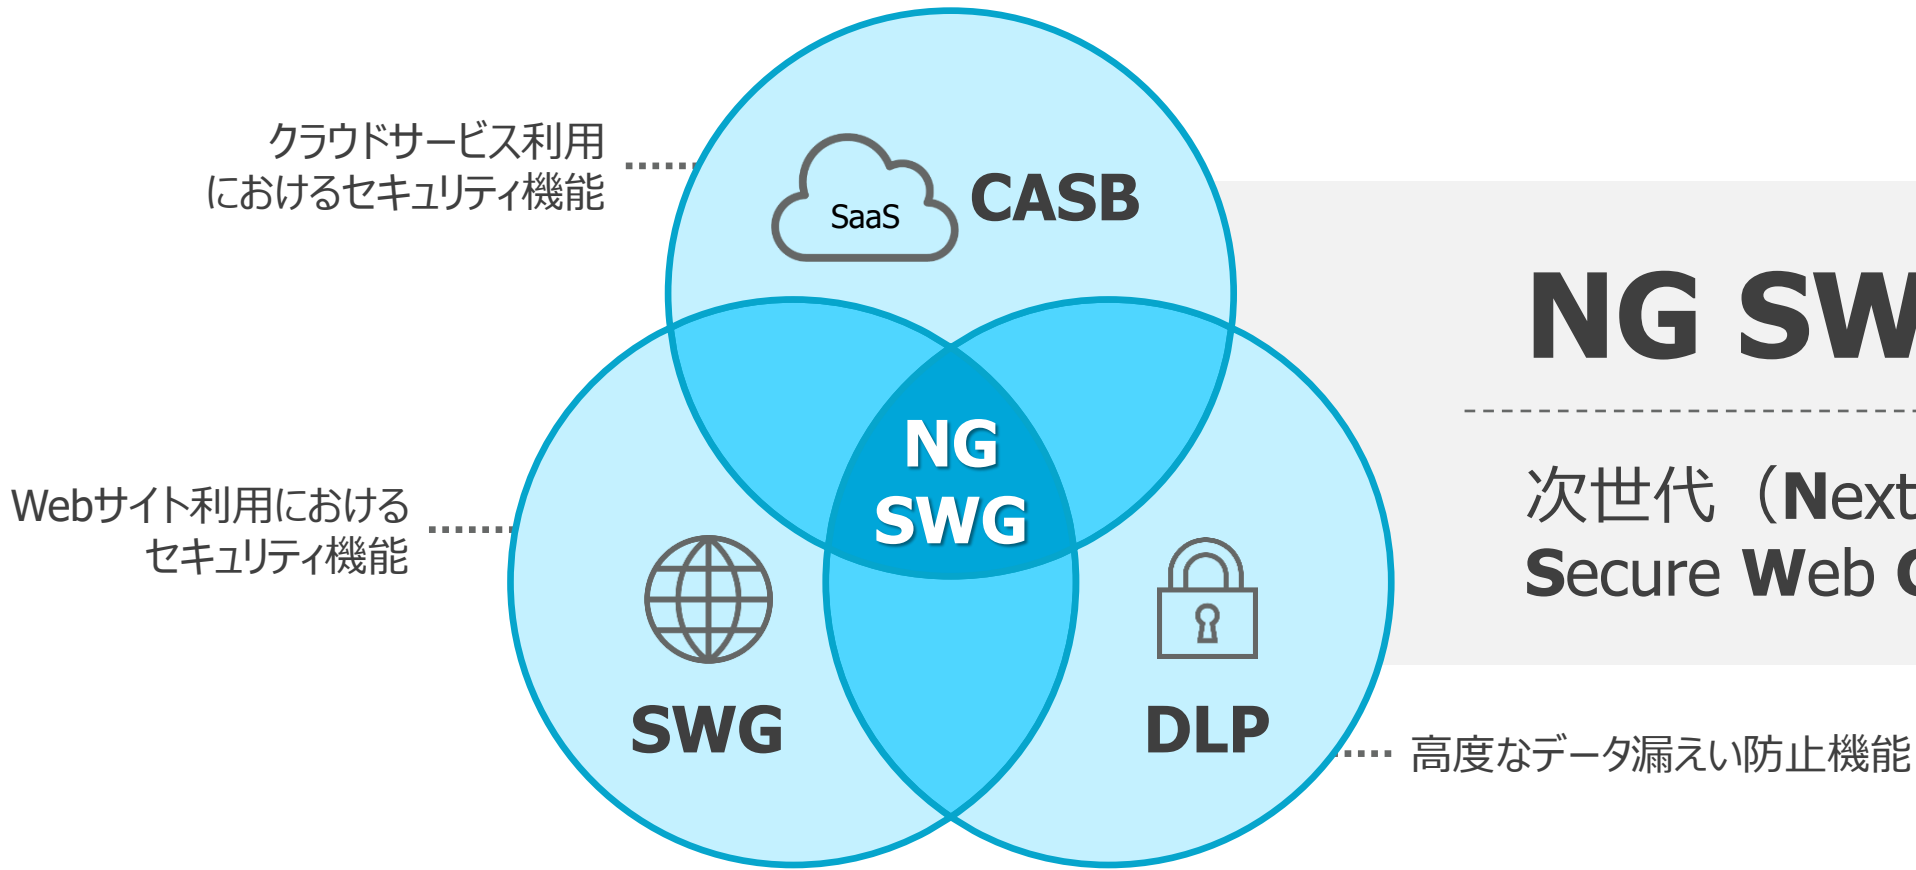 クラウドサービス利用
におけるセキュリティ機能
SaaS
CASB
NG SW
NG
SWG
次世代（Next
Secure Web
Webサイト利用における
セキュリティ機能
SWG
DLP
高度なデータ漏えい防止機能